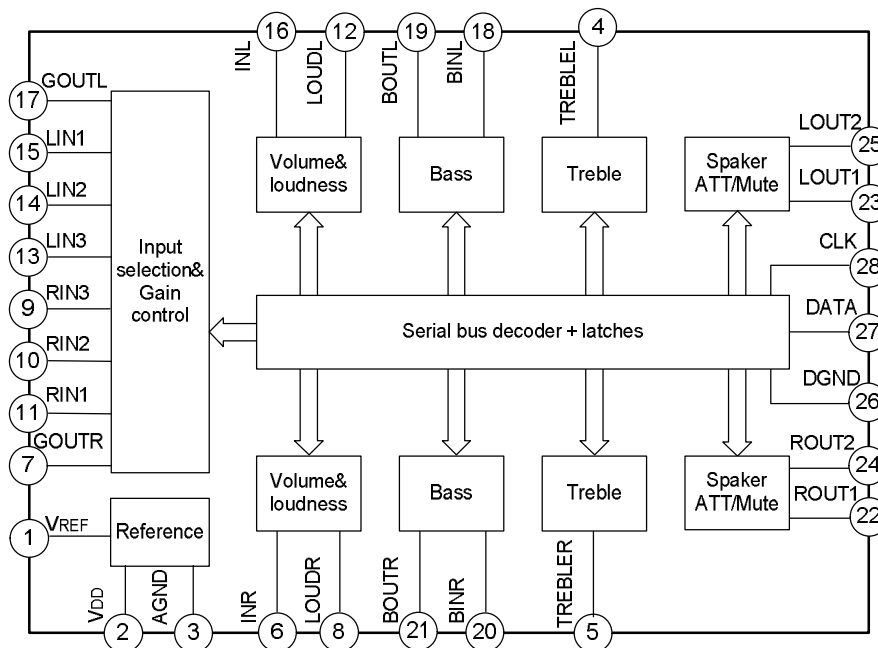 16
12
19
18
4
INL
LOUDL
BOUTL
BINL
TREBLEL
GOUTL
17
LIN1
15
LIN2
14
LIN3
13
RIN3
9
RIN2
10
RIN1
11
GOUTR
7
Input
selection&
Gain
control
Volume&
loudness
Bass
Treble
Spaker
ATT/Mute
LOUT2
25
LOUT1
23
CLK
28
DATA
27
DGND
26
Serial bus decoder + latches
Volume&
loudness
Bass
Treble
Spaker
ATT/Mute
ROUT2
24
ROUT1
22
VREF
1
Reference
VDD
AGND
INR
LOUDR
BOUTR
BINR
TREBLER
2
3
6
8
21
20
5